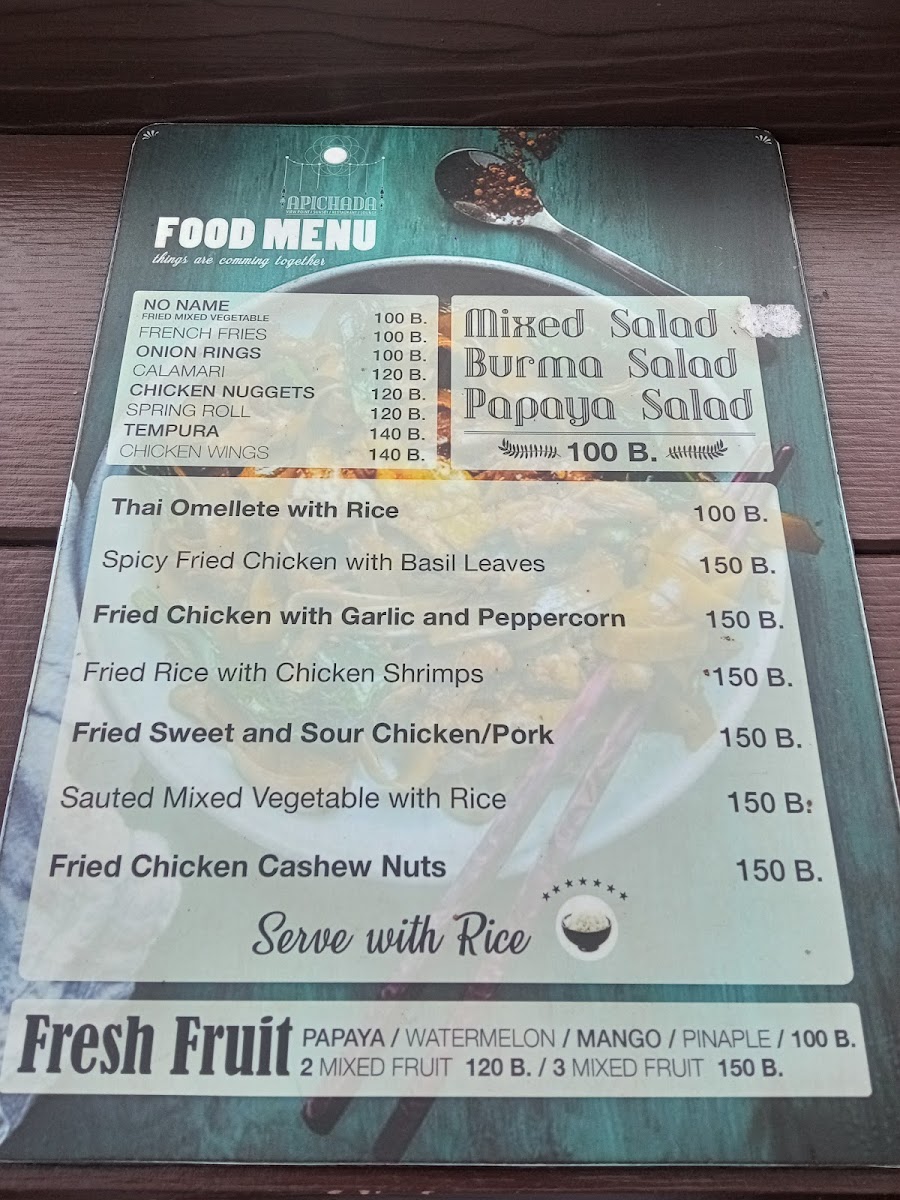 APICHADA
FOOD MENU
things are comming together
NO NAME
FRIED MIXED VEGETABLE 100 B.
FRENCH FRIES 100 B.
ONION RINGS 100 B.
CALAMARI 120 B.
CHICKEN NUGGETS 120 B.
SPRING ROLL 120 B.
TEMPURA 140 B.
CHICKEN WINGS 140 B.
Mixed Salad
Burma Salad
Papaya Salad
100 B.
Thai Omellete with Rice 100 B.
Spicy Fried Chicken with Basil Leaves 150 B.
Fried Chicken with Garlic and Peppercorn 150 B.
Fried Rice with Chicken Shrimps 150 B.
Fried Sweet and Sour Chicken/Pork 150 B.
Sauted Mixed Vegetable with Rice 150 B.
Fried Chicken Cashew Nuts 150 B.
Serve with Rice
Fresh Fruit PAPAYA / WATERMELON / MANGO / PINAPLE / 100 B.
2 MIXED FRUIT 120 B. / 3 MIXED FRUIT 150 B.